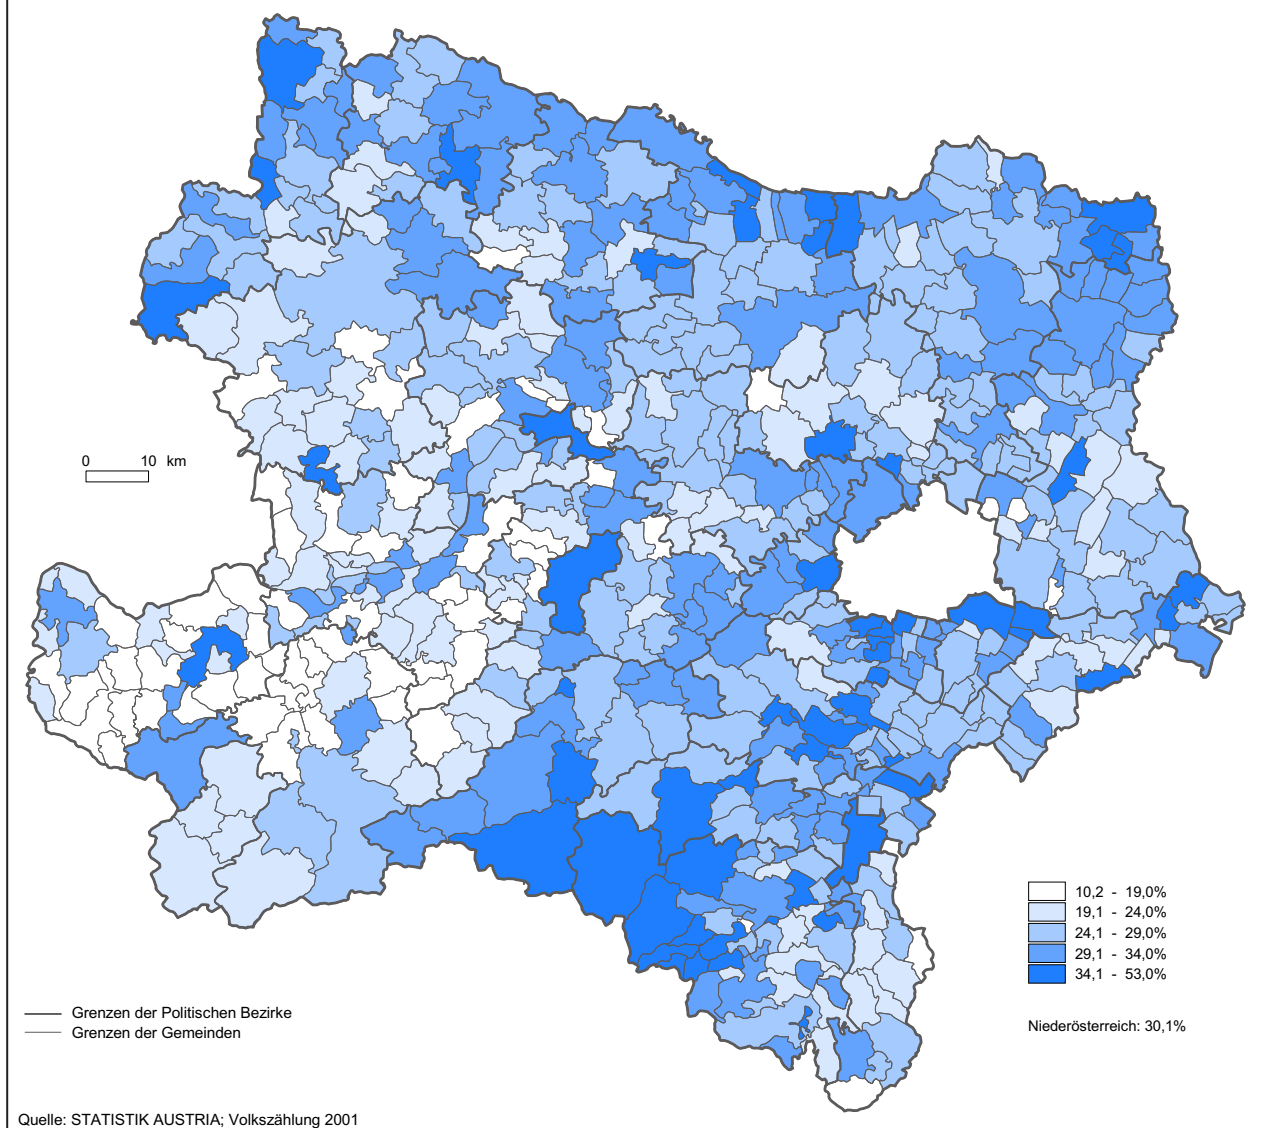 0 10 km
10,2 - 19,0%
19,1 - 24,0%
24,1 - 29,0%
29,1 - 34,0%
34,1 - 53,0%
Grenzen der Politischen Bezirke
Grenzen der Gemeinden
Niederösterreich: 30,1%
Quelle: STATISTIK AUSTRIA; Volkszählung 2001